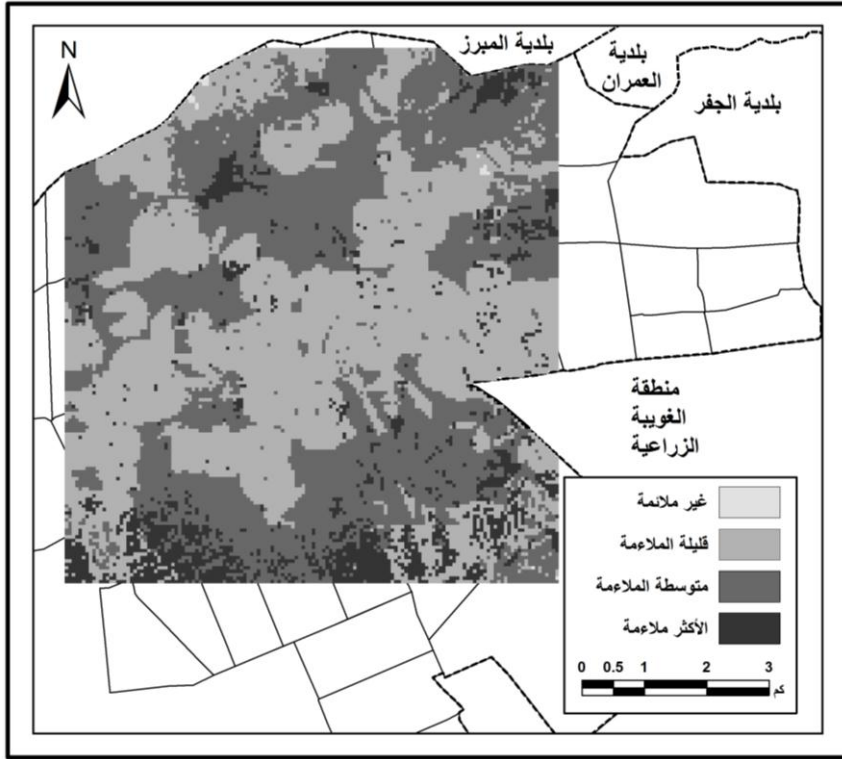 N
بلدية المبرز
بلدية
العمران
بلدية الجفر
منطقة
الغويبة
الزراعية
غير ملائمة
قليلة الملاءمة
متوسطة الملاءمة
الأكثر ملاءمة
0 0.5 1 2 3
كم